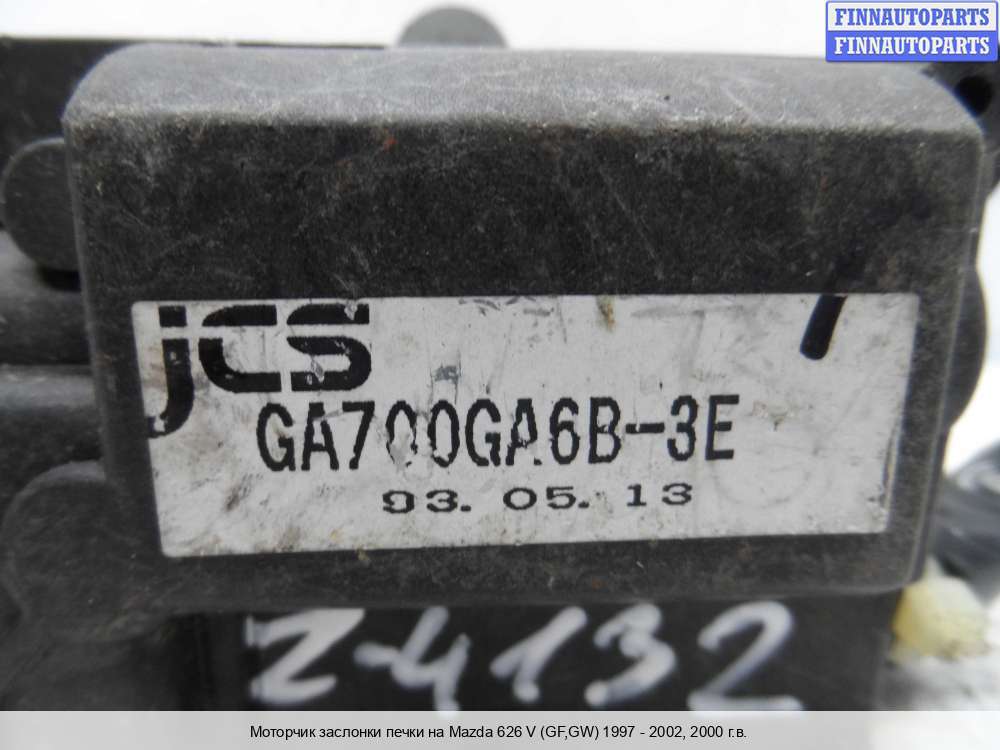 FINNAUTOPARTS
FINNAUTOPARTS
JCS
GA700GA6B-3E
93. 05. 13
Z-4132
Моторчик заслонки печки на Mazda 626 V (GF,GW) 1997 - 2002, 2000 г.в.